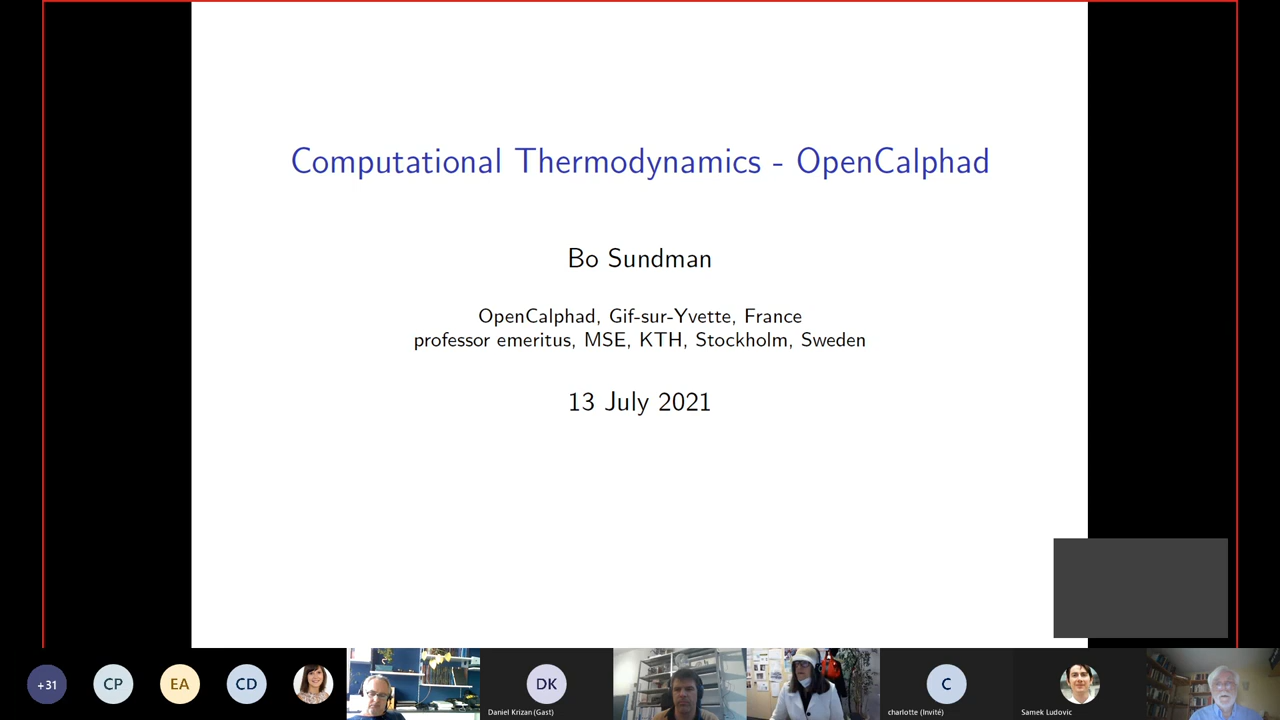 Computational Thermodynamics - OpenCalphad
Bo Sundman
OpenCalphad, Gif-sur-Yvette, France
professor emeritus, MSE, KTH, Stockholm, Sweden
13 July 2021
+31
CP
EA
CD
DK
Daniel Krizan (Gast)
C
charlotte (Invité)
Samek Ludovic